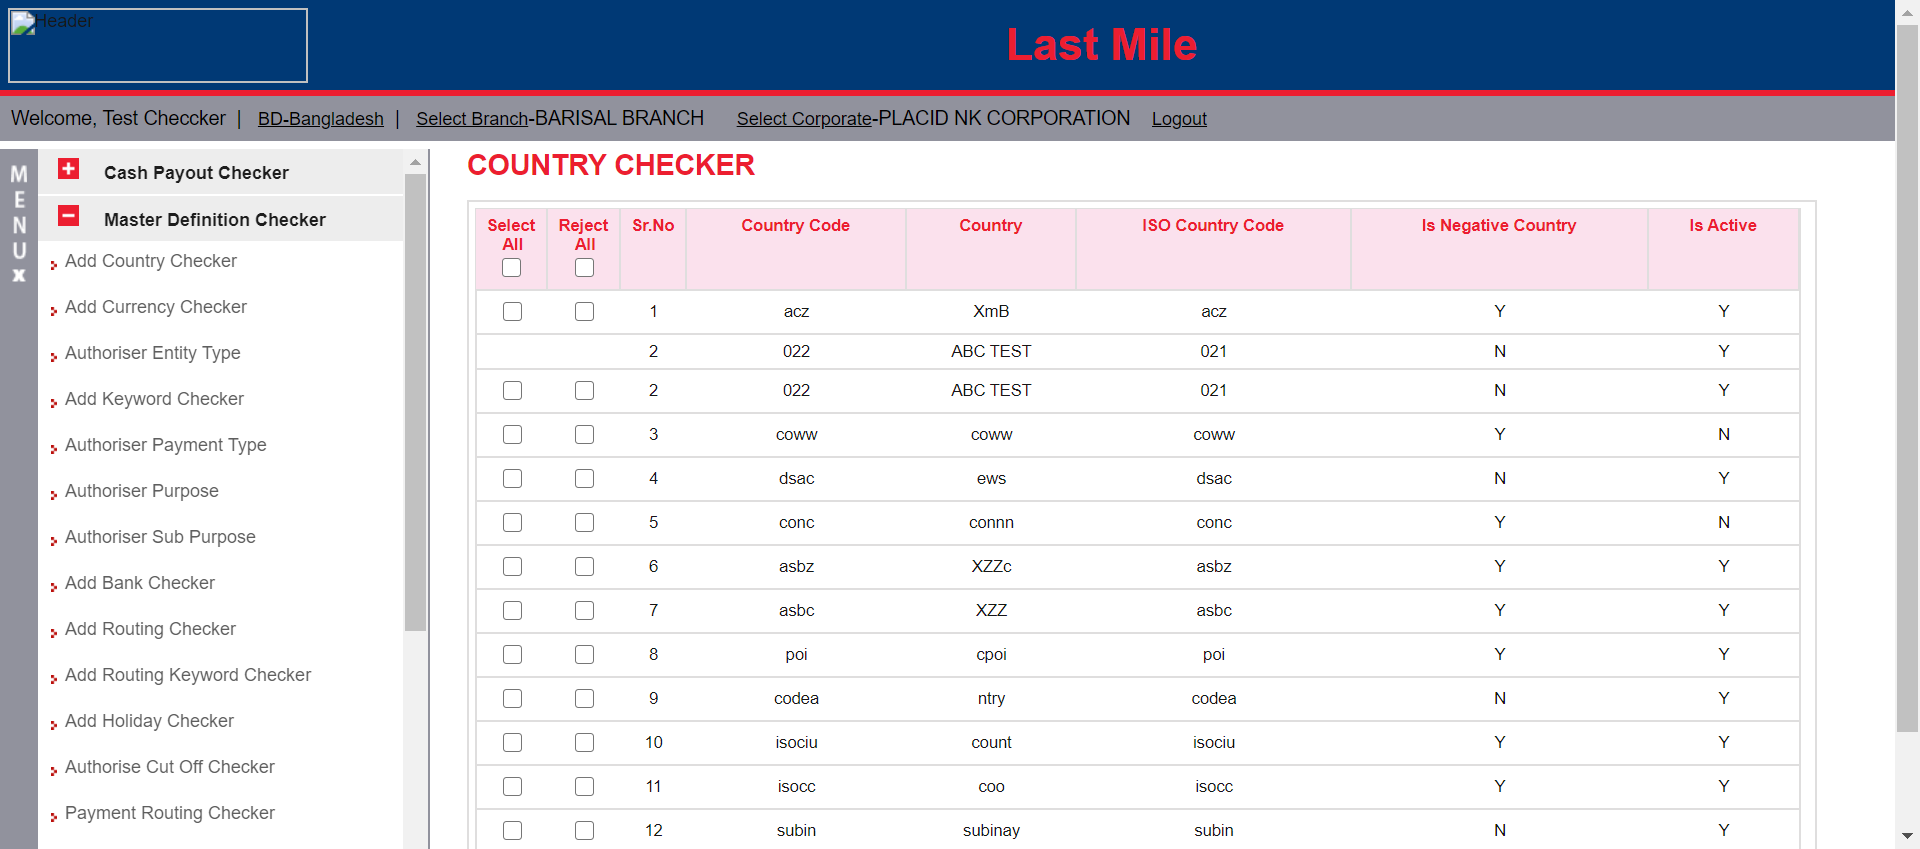 Header
Last Mile
Welcome, Test Checcker | BD-Bangladesh | Select Branch-BARISAL BRANCH Select Corporate-PLACID NK CORPORATION Logout
MENU X
Cash Payout Checker
Master Definition Checker
Add Country Checker
Add Currency Checker
Authoriser Entity Type
Add Keyword Checker
Authoriser Payment Type
Authoriser Purpose
Authoriser Sub Purpose
Add Bank Checker
Add Routing Checker
Add Routing Keyword Checker
Add Holiday Checker
Authorise Cut Off Checker
Payment Routing Checker
COUNTRY CHECKER
Select All Reject All Sr.No Country Code Country ISO Country Code Is Negative Country Is Active
1 acz XmB acz Y Y
2 022 ABC TEST 021 N Y
2 022 ABC TEST 021 N Y
3 coww coww coww Y N
4 dsac ews dsac N Y
5 conc connn conc Y N
6 asbz XZZc asbz Y Y
7 asbc XZZ asbc Y Y
8 poi cpoi poi Y Y
9 codea ntry codea N Y
10 isociu count isociu Y Y
11 isocc coo isocc Y Y
12 subin subinay subin N Y